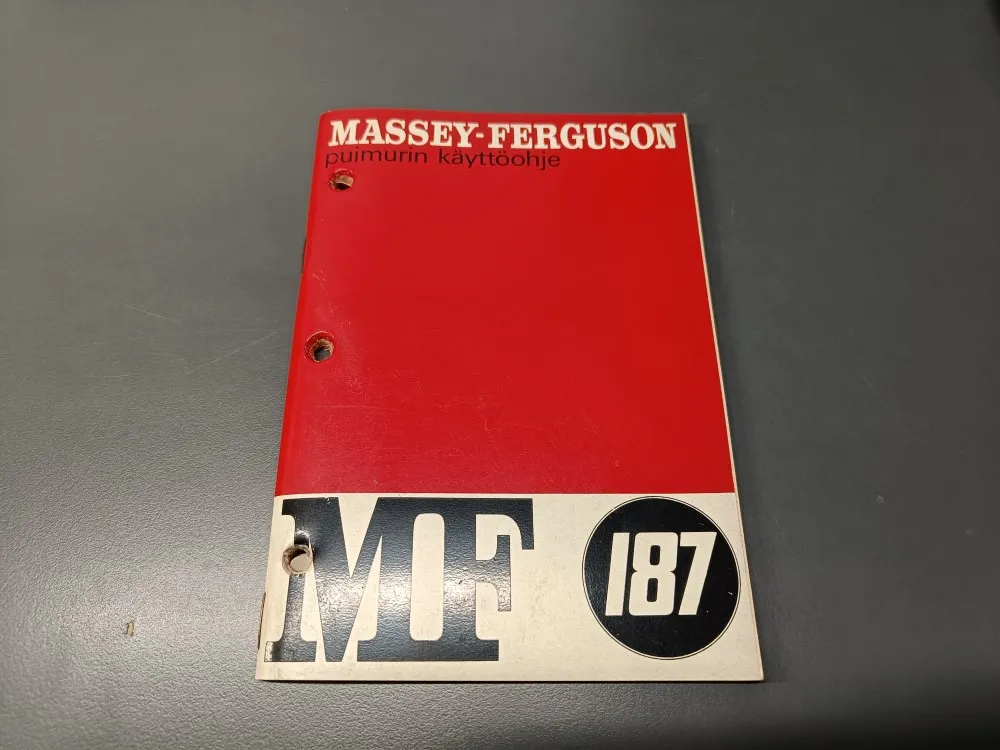 MASSEY-FERGUSON
puimurin käyttöohje
MF
187